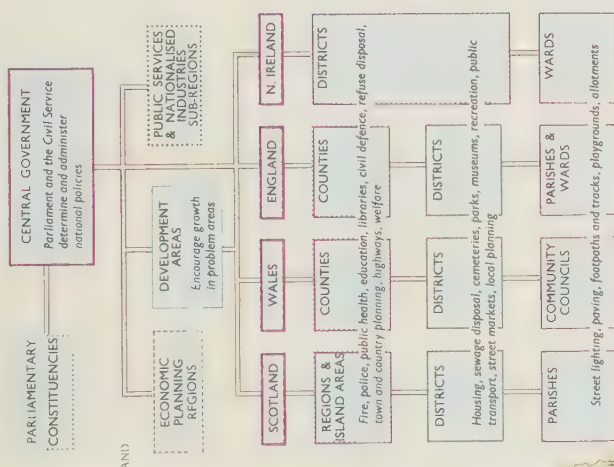 PARLIAMENTARY
CONSTITUENCIES
CENTRAL GOVERNMENT
Parliament and the Civil Service
determine and administer
national policies
ECONOMIC
PLANNING
REGIONS
DEVELOPMENT
AREAS
Encourage growth
in problem areas
PUBLIC SERVICES
& NATIONALISED
INDUSTRIES
SUB-REGIONS
SCOTLAND
WALES
ENGLAND
N. IRELAND
REGIONS &
ISLAND AREAS
COUNTIES
COUNTIES
DISTRICTS
Fire, police, public health, education, libraries, civil defence, refuse disposal,
town and country planning, highways, welfare
DISTRICTS
DISTRICTS
DISTRICTS
Housing, sewage disposal, cemeteries, parks, museums, recreation, public
transport, street markets, local planning
PARISHES
COMMUNITY
COUNCILS
PARISHES &
WARDS
WARDS
Street lighting, paving, footpaths and tracks, playgrounds, allotments